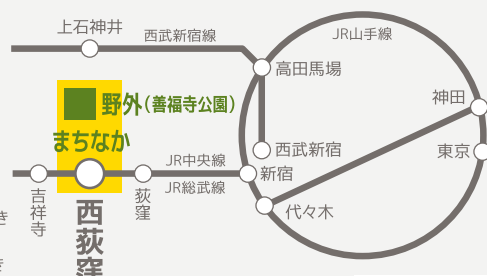 上石神井
西武新宿線
JR山手線
高田馬場
神田
野外（善福寺公園）
まちなか
西武新宿
東京
JR中央線
新宿
JR総武線
吉祥寺
荻窪
代々木
西荻窪
き
き